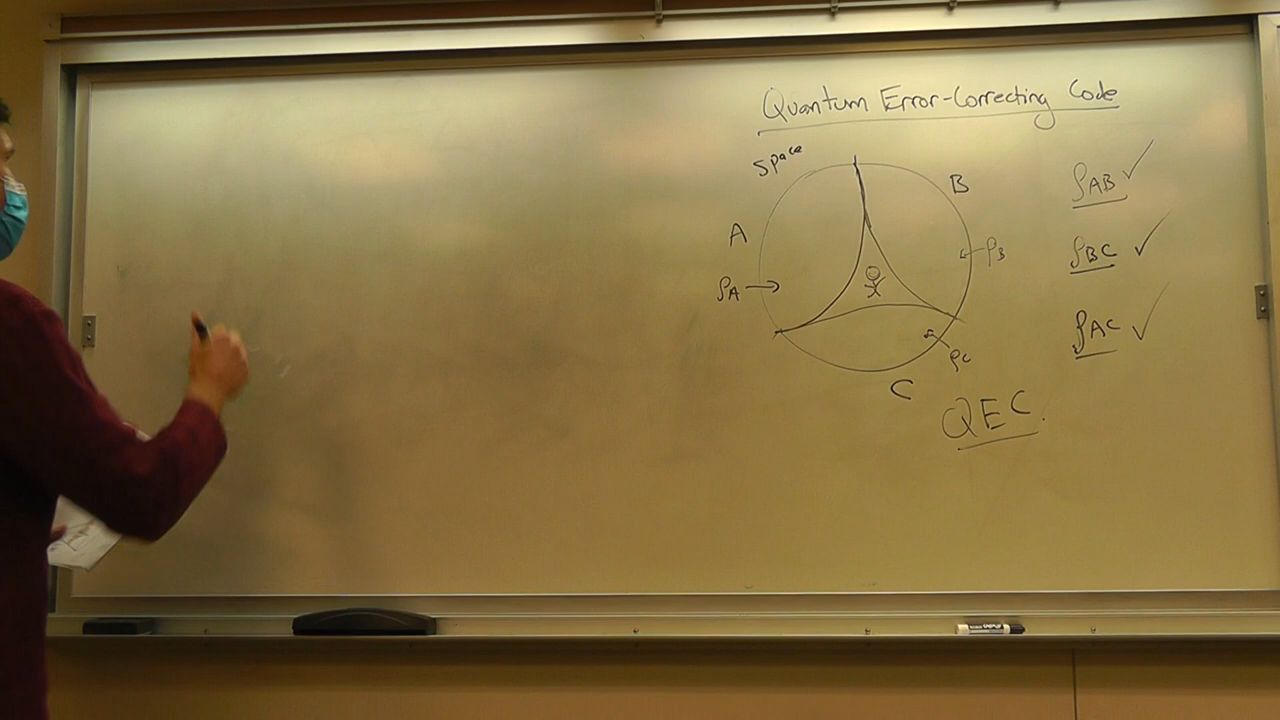 Quantum Error-Correcting Code
Space
B
ρAB ✓
A
ρB
ρBC ✓
ρA →
ρAC ✓
ρC
C
QEC.